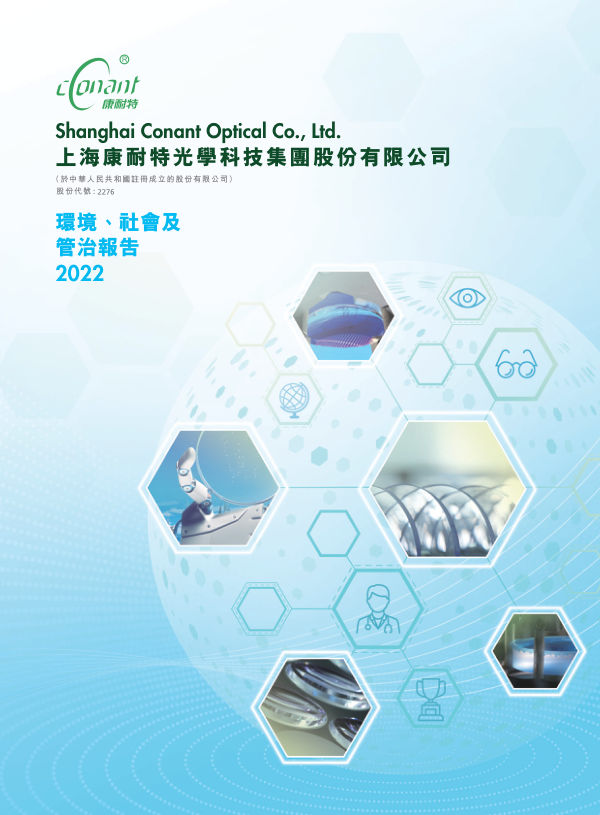 conant ®
康耐特
Shanghai Conant Optical Co., Ltd.
上海康耐特光學科技集團股份有限公司
(於中華人民共和國註冊成立的股份有限公司)
股份代號: 2276
環境、社會及
管治報告
2022